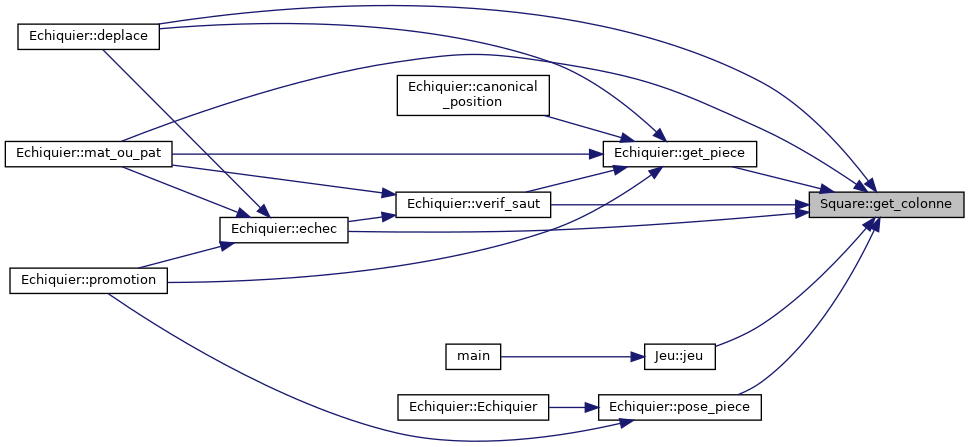 Echiquier::deplace
Echiquier::canonical
_position
Echiquier::mat_ou_pat
Echiquier::get_piece
Echiquier::verif_saut
Square::get_colonne
Echiquier::echec
Echiquier::promotion
main
Jeu::jeu
Echiquier::Echiquier
Echiquier::pose_piece